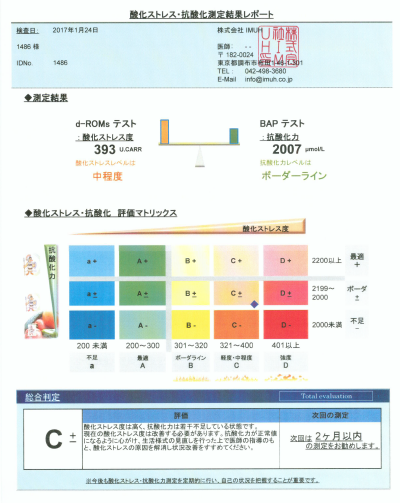 酸化ストレス・抗酸化測定結果レポート
検査日: 2017年1月24日
株式会社 IMUH
1486 様
医師: - -
〒 182-0024
IDNo. 1486
東京都調布市
TEL: 042-498-3680
E-Mail info@imuh.co.jp
◆測定結果
d-ROMs テスト
:酸化ストレス度
393 U.CARR
酸化ストレスレベルは
中程度
BAP テスト
:抗酸化力
2007 μmol/L
抗酸化力レベルは
ボーダーライン
◆酸化ストレス・抗酸化 評価マトリックス
酸化ストレス度
抗酸化力
a+ A+ B+ C+ D+ 2200以上 最適 +
a± A± B± C± D± 2199~2000 ボーダ ±
a- A- B- C- D- 2000未満 不足 -
200 未満 200~300 301~320 321~400 401以上
不足 最適 ボーダライン 軽度・中程度 強度
a A B C D
総合判定 Total evaluation
評価 次回の測定
C±
酸化ストレス度は高く、抗酸化力は若干不足している状態です。
現在の酸化ストレス度は改善する必要があります。抗酸化力が正常値
になるように心がけ、生活様式の見直しを行った上で医師の指導のも
と、酸化ストレスの原因を解消し状況改善をすすめてください。
次回は 2ヶ月以内
の測定をお勧めします。
※今後も酸化ストレス・抗酸化力測定を定期的に行い、自己の状況を把握することが重要です。